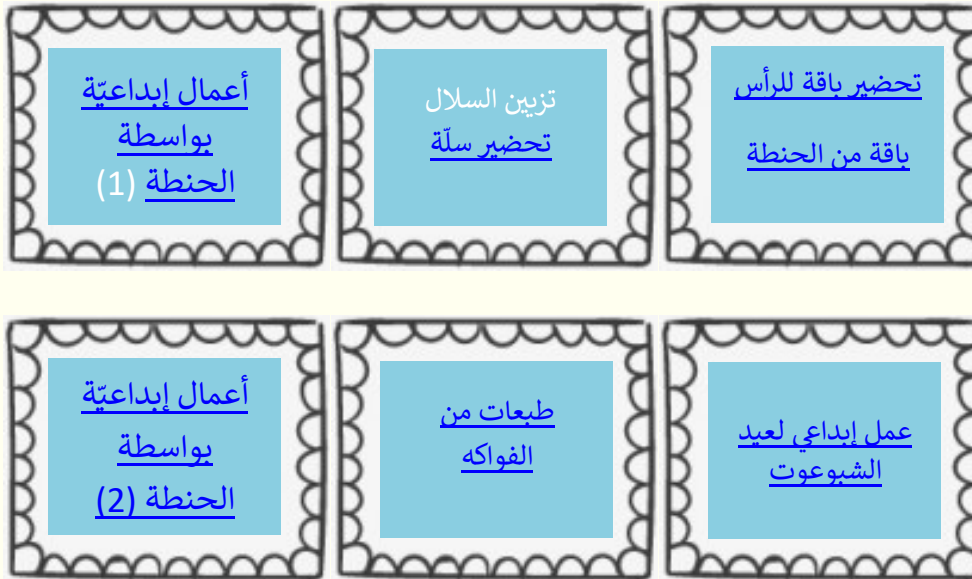 تحضير باقة للرأس
باقة من الحنطة
تزيين السلال
تحضير سلّة
أعمال إبداعيّة
بواسطة
الحنطة (1)
عمل إبداعي لعيد
الشبوعوت
طبعات من
الفواكه
أعمال إبداعيّة
بواسطة
الحنطة (2)